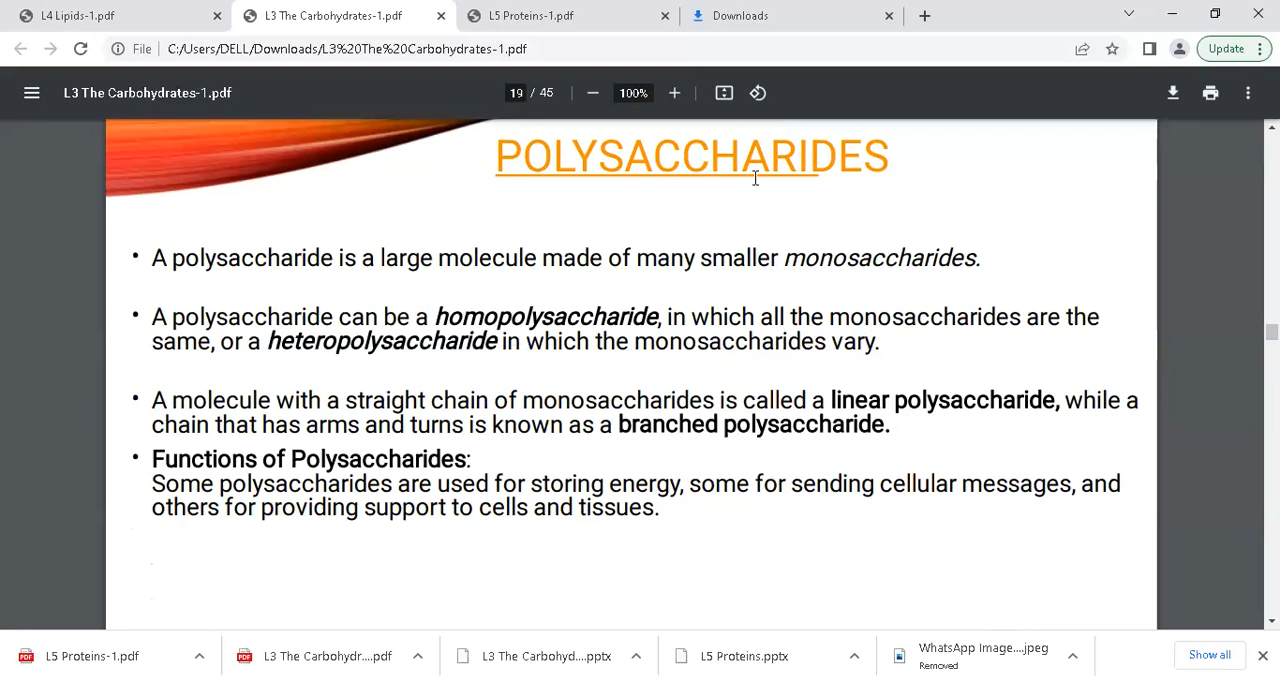 L4 Lipids-1.pdf
L3 The Carbohydrates-1.pdf
L5 Proteins-1.pdf
Downloads
File
C:/Users/DELL/Downloads/L3%20The%20Carbohydrates-1.pdf
Update
L3 The Carbohydrates-1.pdf
19 / 45
100%
POLYSACCHARIDES
• A polysaccharide is a large molecule made of many smaller monosaccharides.
• A polysaccharide can be a homopolysaccharide, in which all the monosaccharides are the
same, or a heteropolysaccharide in which the monosaccharides vary.
• A molecule with a straight chain of monosaccharides is called a linear polysaccharide, while a
chain that has arms and turns is known as a branched polysaccharide.
• Functions of Polysaccharides:
Some polysaccharides are used for storing energy, some for sending cellular messages, and
others for providing support to cells and tissues.
L5 Proteins-1.pdf
L3 The Carbohydr....pdf
L3 The Carbohyd....pptx
L5 Proteins.pptx
WhatsApp Image....jpeg
Removed
Show all